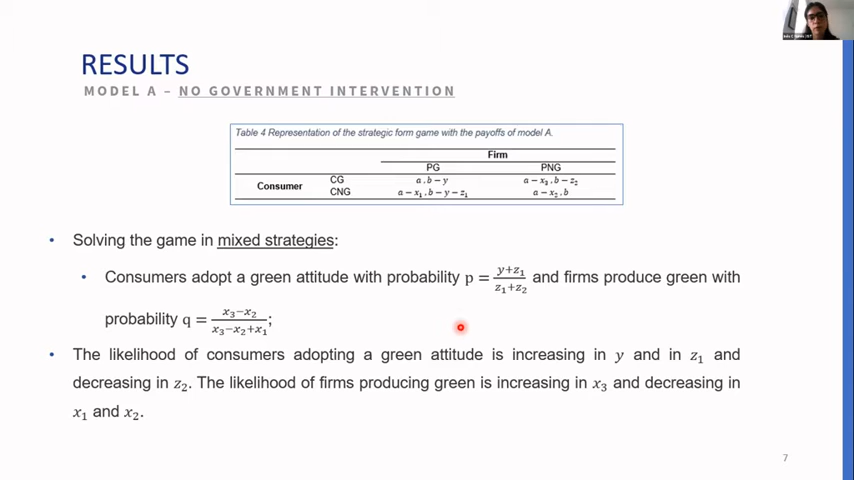 RESULTS
MODEL A – NO GOVERNMENT INTERVENTION
Table 4 Representation of the strategic form game with the payoffs of model A.
Firm
PG PNG
Consumer CG a, b − y a − x₃, b − z₂
CNG a − x₁, b − y − z₁ a − x₂, b
• Solving the game in mixed strategies:
• Consumers adopt a green attitude with probability p = (y+z₁)/(z₁+z₂) and firms produce green with
probability q = (x₃−x₂)/(x₃−x₂+x₁);
• The likelihood of consumers adopting a green attitude is increasing in y and in z₁ and
decreasing in z₂. The likelihood of firms producing green is increasing in x₃ and decreasing in
x₁ and x₂.
7